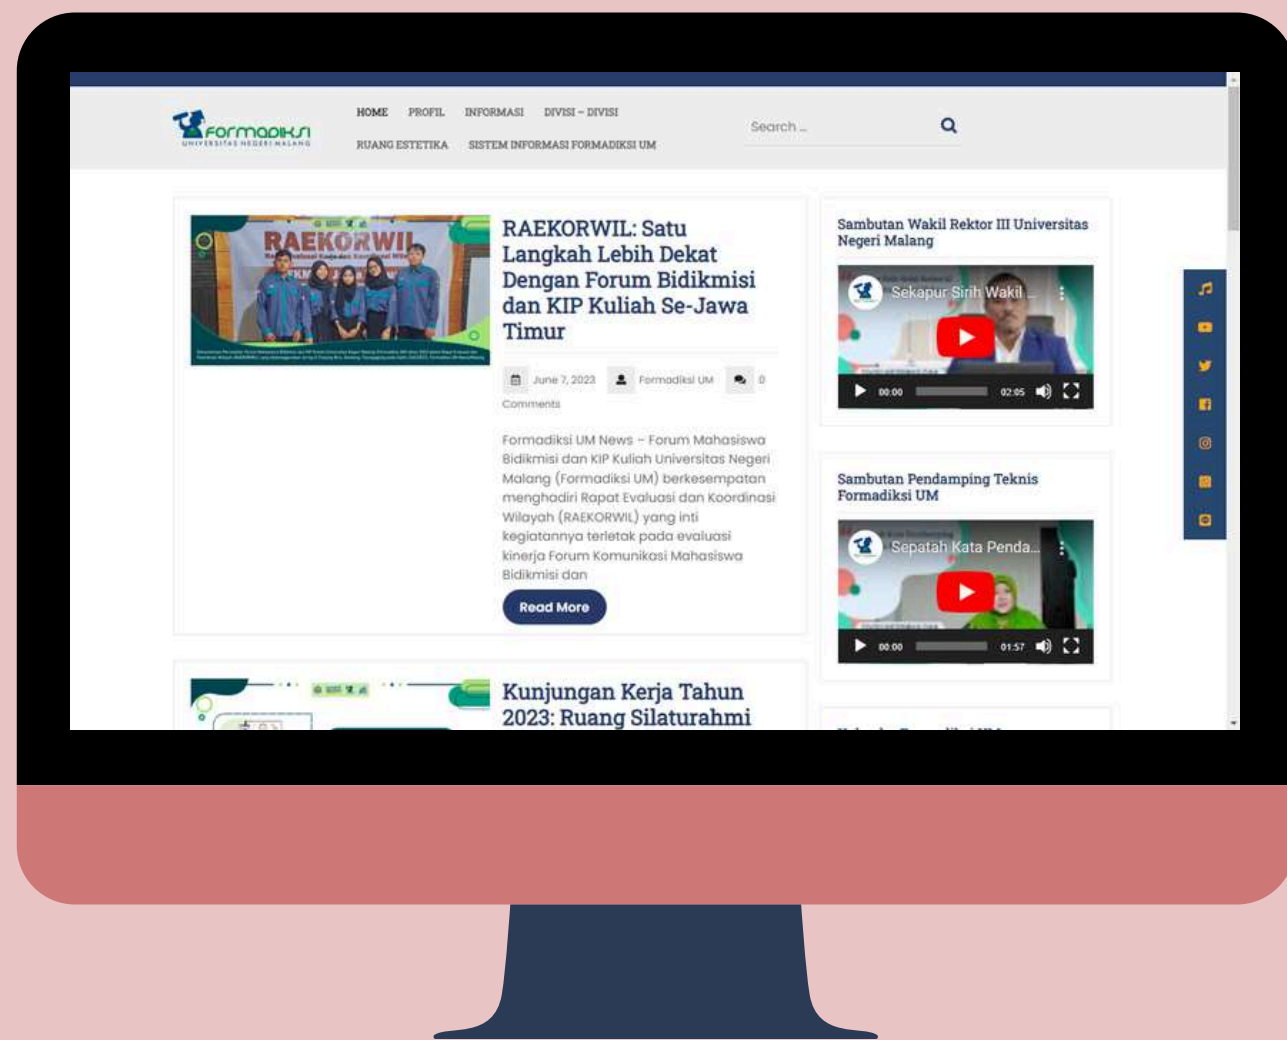 FORMADIKSI
UNIVERSITAS NEGERI MALANG
HOME PROFIL INFORMASI DIVISI – DIVISI
RUANG ESTETIKA SISTEM INFORMASI FORMADIKSI UM
Search …
RAEKORWIL
RAEKORWIL: Satu
Langkah Lebih Dekat
Dengan Forum Bidikmisi
dan KIP Kuliah Se-Jawa
Timur
June 7, 2023 Formadiksi UM 0
Comments
Formadiksi UM News – Forum Mahasiswa
Bidikmisi dan KIP Kuliah Universitas Negeri
Malang (Formadiksi UM) berkesempatan
menghadiri Rapat Evaluasi dan Koordinasi
Wilayah (RAEKORWIL) yang inti
kegiatannya terletak pada evaluasi
kinerja Forum Komunikasi Mahasiswa
Bidikmisi dan
Read More
Kunjungan Kerja Tahun
2023: Ruang Silaturahmi
Sambutan Wakil Rektor III Universitas
Negeri Malang
Sekapur Sirih Wakil ...
00:00 02:05
Sambutan Pendamping Teknis
Formadiksi UM
Sepatah Kata Penda...
00:00 01:57